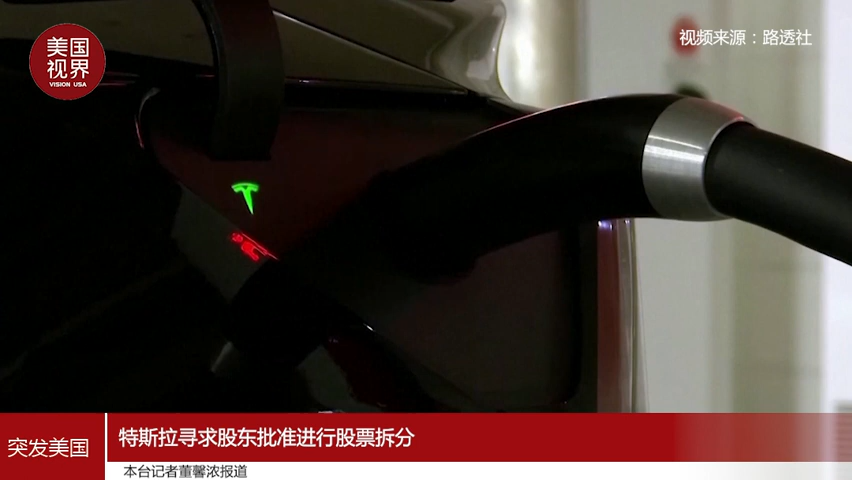 美国
视界
VISION USA
视频来源：路透社
突发美国
特斯拉寻求股东批准进行股票拆分
本台记者董馨浓报道